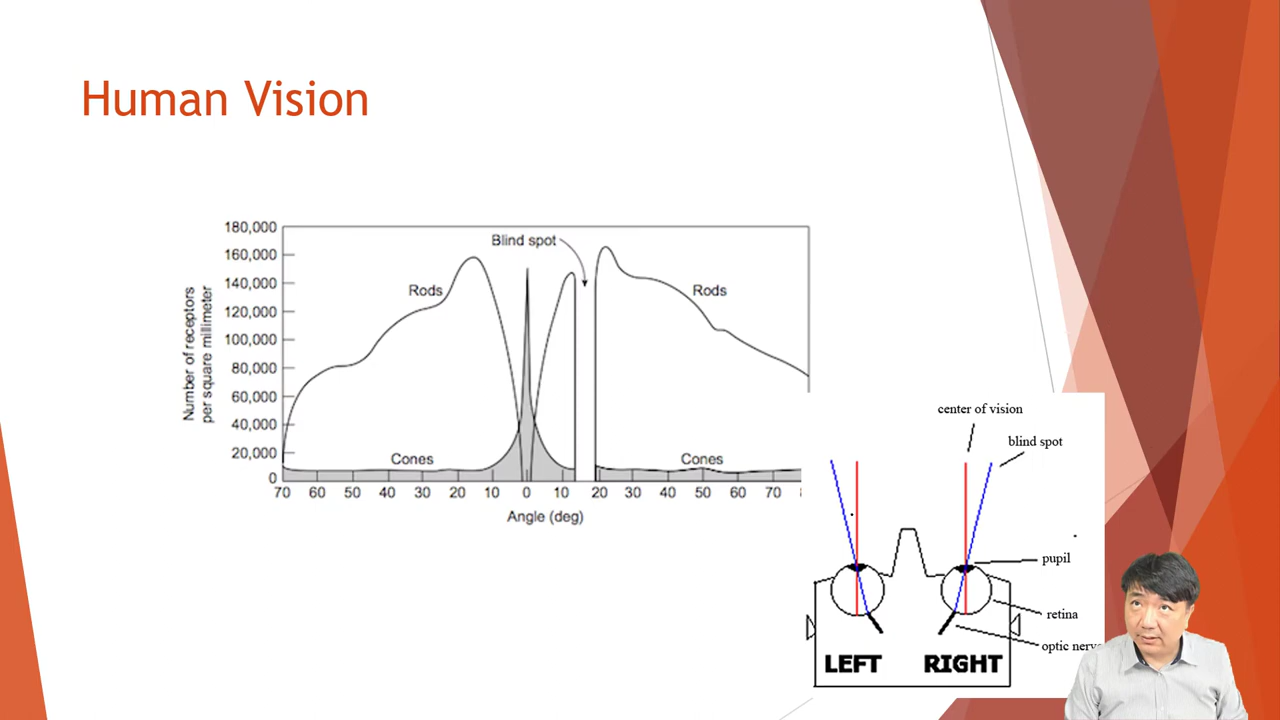 Human Vision
180,000
160,000
140,000
120,000
100,000
80,000
60,000
40,000
20,000
0
Number of receptors
per square millimeter
Blind spot
Rods
Rods
Cones
Cones
70 60 50 40 30 20 10 0 10 20 30 40 50 60 70
Angle (deg)
center of vision
blind spot
pupil
retina
optic
LEFT RIGHT